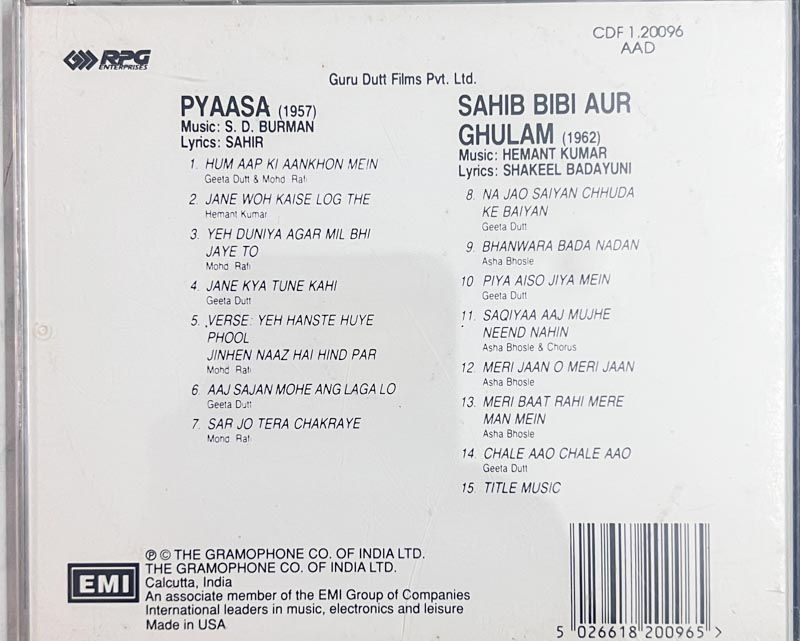 RPG
ENTERPRISES
CDF 1.20096
AAD
Guru Dutt Films Pvt. Ltd.
PYAASA (1957)
Music: S. D. BURMAN
Lyrics: SAHIR
1. HUM AAP KI AANKHON MEIN
Geeta Dutt & Mohd. Rafi
2. JANE WOH KAISE LOG THE
Hemant Kumar
3. YEH DUNIYA AGAR MIL BHI
JAYE TO
Mohd. Rafi
4. JANE KYA TUNE KAHI
Geeta Dutt
5. VERSE: YEH HANSTE HUYE
PHOOL
JINHEN NAAZ HAI HIND PAR
Mohd. Rafi
6. AAJ SAJAN MOHE ANG LAGA LO
Geeta Dutt
7. SAR JO TERA CHAKRAYE
Mohd. Rafi
SAHIB BIBI AUR
GHULAM (1962)
Music: HEMANT KUMAR
Lyrics: SHAKEEL BADAYUNI
8. NA JAO SAIYAN CHHUDA
KE BAIYAN
Geeta Dutt
9. BHANWARA BADA NADAN
Asha Bhosle
10. PIYA AISO JIYA MEIN
Geeta Dutt
11. SAQIYAA AAJ MUJHE
NEEND NAHIN
Asha Bhosle & Chorus
12. MERI JAAN O MERI JAAN
Asha Bhosle
13. MERI BAAT RAHI MERE
MAN MEIN
Asha Bhosle
14. CHALE AAO CHALE AAO
Geeta Dutt
15. TITLE MUSIC
℗ © THE GRAMOPHONE CO. OF INDIA LTD.
THE GRAMOPHONE CO. OF INDIA LTD.
Calcutta, India
An associate member of the EMI Group of Companies
International leaders in music, electronics and leisure
Made in USA
EMI
5 026618 200965 >